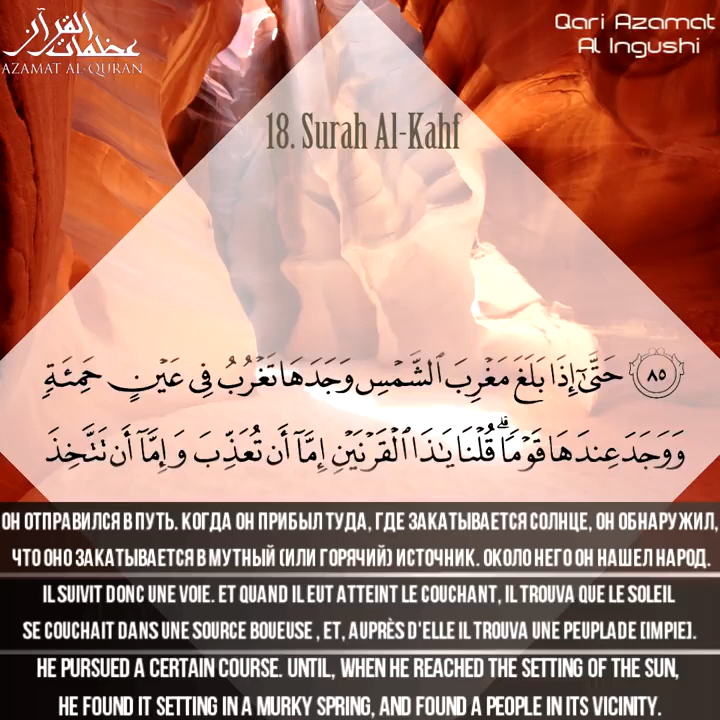 عظمات القرآن
AZAMAT AL-QURAN
Qari Azamat
Al Ingushi
18. Surah Al-Kahf
٨٥ حَتَّىٰٓ إِذَا بَلَغَ مَغْرِبَ ٱلشَّمْسِ وَجَدَهَا تَغْرُبُ فِى عَيْنٍ حَمِئَةٍ
وَوَجَدَ عِندَهَا قَوْمًا ۗ قُلْنَا يَٰذَا ٱلْقَرْنَيْنِ إِمَّآ أَن تُعَذِّبَ وَإِمَّآ أَن تَتَّخِذَ
ОН ОТПРАВИЛСЯ В ПУТЬ. КОГДА ОН ПРИБЫЛ ТУДА, ГДЕ ЗАКАТЫВАЕТСЯ СОЛНЦЕ, ОН ОБНАРУЖИЛ,
ЧТО ОНО ЗАКАТЫВАЕТСЯ В МУТНЫЙ (ИЛИ ГОРЯЧИЙ) ИСТОЧНИК. ОКОЛО НЕГО ОН НАШЕЛ НАРОД.
IL SUIVIT DONC UNE VOIE. ET QUAND IL EUT ATTEINT LE COUCHANT, IL TROUVA QUE LE SOLEIL
SE COUCHAIT DANS UNE SOURCE BOUEUSE , ET, AUPRÈS D'ELLE IL TROUVA UNE PEUPLADE [IMPIE].
HE PURSUED A CERTAIN COURSE. UNTIL, WHEN HE REACHED THE SETTING OF THE SUN,
HE FOUND IT SETTING IN A MURKY SPRING, AND FOUND A PEOPLE IN ITS VICINITY.